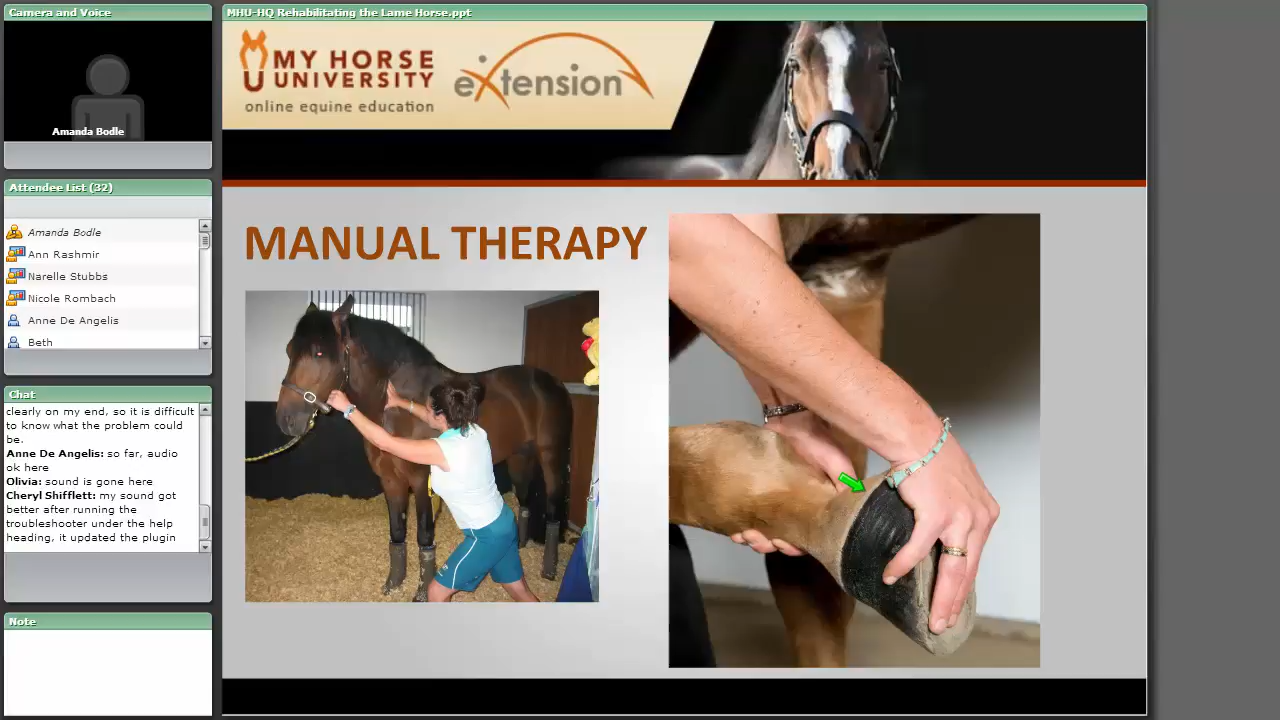 Camera and Voice
Amanda Bodle
Attendee List (32)
Amanda Bodle
Ann Rashmir
Narelle Stubbs
Nicole Rombach
Anne De Angelis
Beth
Chat
clearly on my end, so it is difficult
to know what the problem could
be.
Anne De Angelis: so far, audio
ok here
Olivia: sound is gone here
Cheryl Shifflett: my sound got
better after running the
troubleshooter under the help
heading, it updated the plugin
Note
MHU-HQ Rehabilitating the Lame Horse.ppt
MY HORSE
UNIVERSITY
online equine education
eXtension
MANUAL THERAPY